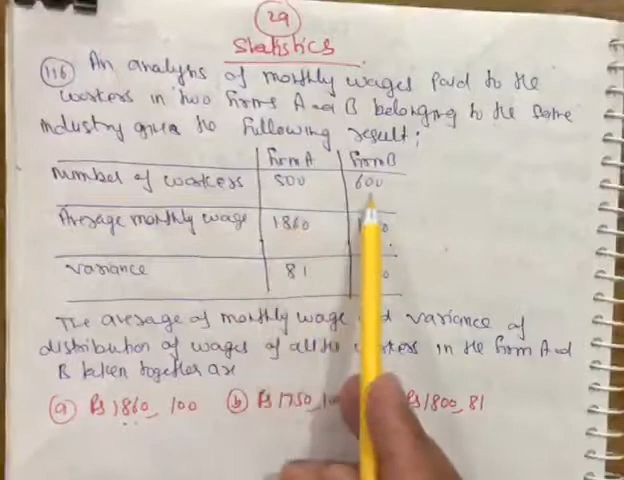 29
Statistics
(116) An analysis of monthly wages paid to the
workers in two firms A and B belonging to the same
industry gives the following result:
firm A firm B
Number of workers 500 600
Average monthly wage 1860
variance 81
The average of monthly wage and variance of
distribution of wages of all the workers in the firm A and
B taken together are
(a) Rs 1860, 100 (b) Rs 1750, Rs 1800, 81